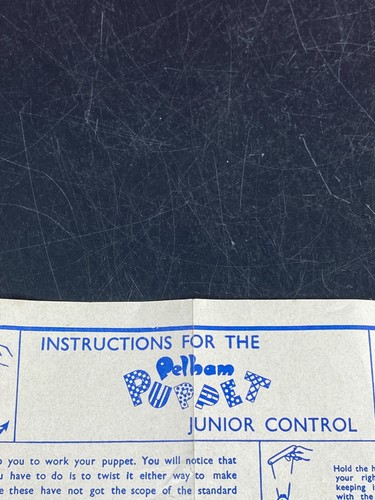 INSTRUCTIONS FOR THE
Pelham
PUPPET
JUNIOR CONTROL
you to work your puppet. You will notice that
have to do is to twist it either way to make
these have not got the scope of the standard
Hold the
your right
keeping
with the